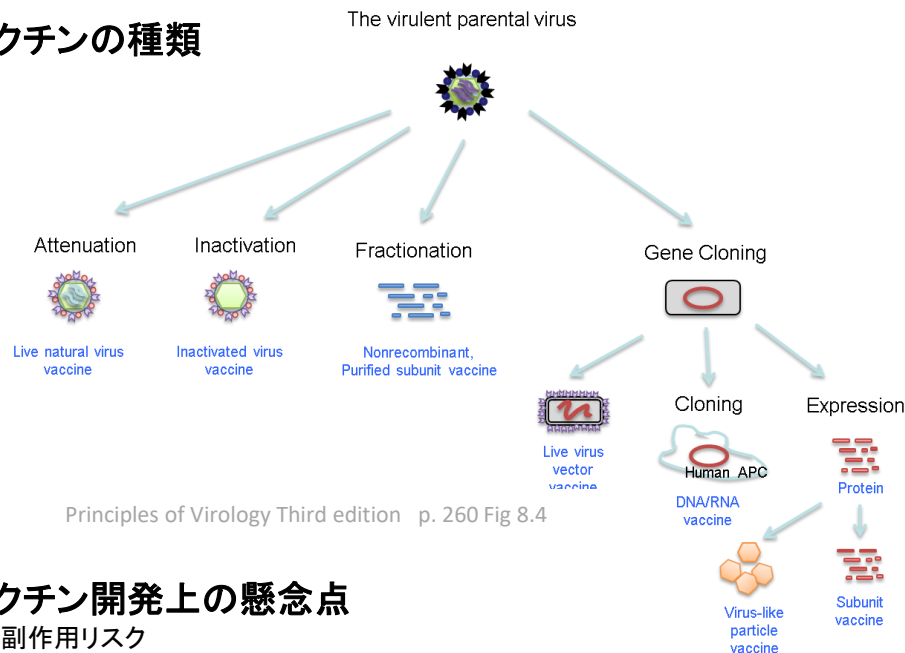 The virulent parental virus
クチンの種類
Attenuation
Inactivation
Fractionation
Gene Cloning
Live natural virus
vaccine
Inactivated virus
vaccine
Nonrecombinant,
Purified subunit vaccine
Cloning
Expression
Live virus
vector
vaccine
Human APC
Protein
DNA/RNA
vaccine
Principles of Virology Third edition p. 260 Fig 8.4
クチン開発上の懸念点
副作用リスク
Virus-like
particle
vaccine
Subunit
vaccine